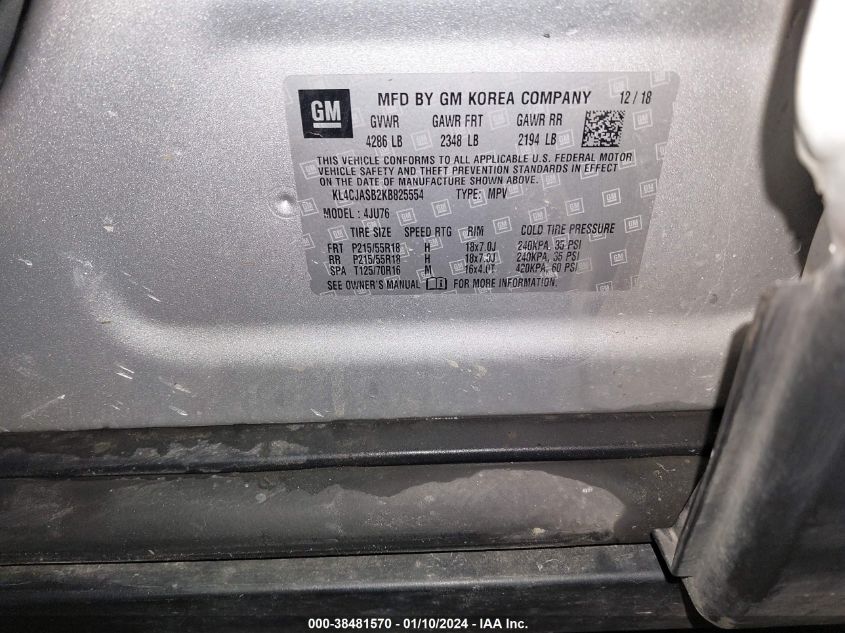 GM
MFD BY GM KOREA COMPANY 12 / 18
GVWR GAWR FRT GAWR RR
4286 LB 2348 LB 2194 LB
THIS VEHICLE CONFORMS TO ALL APPLICABLE U.S. FEDERAL MOTOR
VEHICLE SAFETY AND THEFT PREVENTION STANDARDS IN EFFECT
ON THE DATE OF MANUFACTURE SHOWN ABOVE.
KL4CJASB2KB825554 TYPE: MPV
MODEL : 4JU76
TIRE SIZE SPEED RTG RIM COLD TIRE PRESSURE
FRT P215/55R18 H 18x7.0J 240KPA, 35 PSI
RR P215/55R18 H 18x7.0J 240KPA, 35 PSI
SPA T125/70R16 M 16x4.0T 420KPA, 60 PSI
SEE OWNER'S MANUAL FOR MORE INFORMATION.
000-38481570 - 01/10/2024 - IAA Inc.